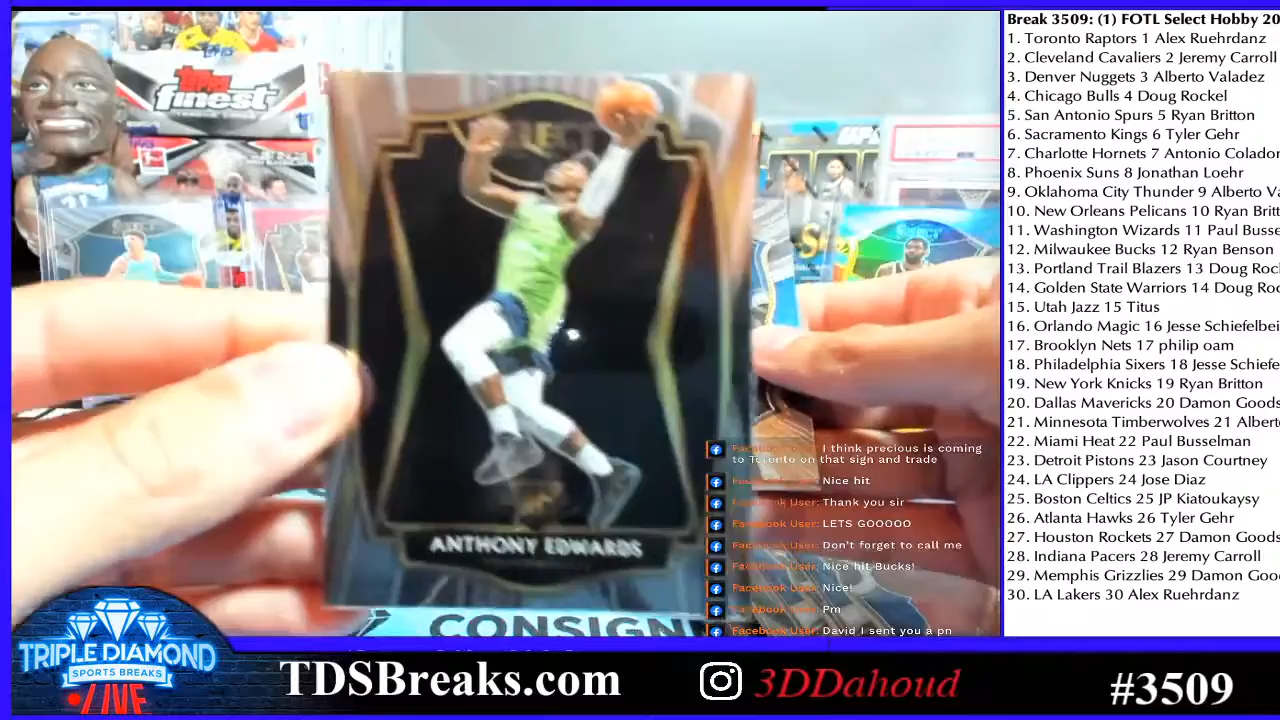 Break 3509: (1) FOTL Select Hobby 20
1. Toronto Raptors 1 Alex Ruehrdanz
2. Cleveland Cavaliers 2 Jeremy Carroll
3. Denver Nuggets 3 Alberto Valadez
4. Chicago Bulls 4 Doug Rockel
5. San Antonio Spurs 5 Ryan Britton
6. Sacramento Kings 6 Tyler Gehr
7. Charlotte Hornets 7 Antonio Colador
8. Phoenix Suns 8 Jonathan Loehr
9. Oklahoma City Thunder 9 Alberto Va
10. New Orleans Pelicans 10 Ryan Britt
11. Washington Wizards 11 Paul Busse
12. Milwaukee Bucks 12 Ryan Benson
13. Portland Trail Blazers 13 Doug Roc
14. Golden State Warriors 14 Doug Roc
15. Utah Jazz 15 Titus
16. Orlando Magic 16 Jesse Schiefelbei
17. Brooklyn Nets 17 philip oam
18. Philadelphia Sixers 18 Jesse Schiefe
19. New York Knicks 19 Ryan Britton
20. Dallas Mavericks 20 Damon Goods
21. Minnesota Timberwolves 21 Albert
22. Miami Heat 22 Paul Busselman
23. Detroit Pistons 23 Jason Courtney
24. LA Clippers 24 Jose Diaz
25. Boston Celtics 25 JP Kiatoukaysy
26. Atlanta Hawks 26 Tyler Gehr
27. Houston Rockets 27 Damon Goods
28. Indiana Pacers 28 Jeremy Carroll
29. Memphis Grizzlies 29 Damon Goo
30. LA Lakers 30 Alex Ruehrdanz
Topps
finest
SELECT
ANTHONY EDWARDS
Facebook User: I think precious is coming
to Toronto on that sign and trade
Facebook User: Nice hit
Facebook User: Thank you sir
Facebook User: LETS GOOOOO
Facebook User: Don't forget to call me
Facebook User: Nice hit Bucks!
Facebook User: Nice!
Facebook User: Pm
Facebook User: David I sent you a pn
CONSIGN
TRIPLE DIAMOND
SPORTS BREAKS
LIVE
TDSBreaks.com
3DDahoud
#3509